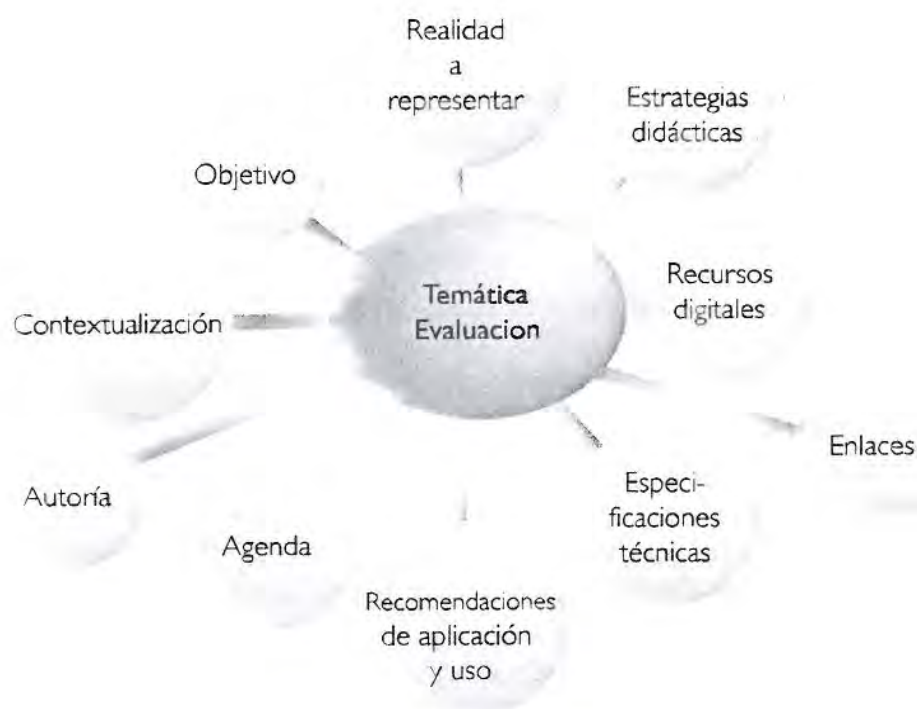 Realidad
a
representar
Estrategias
didácticas
Objetivo
Recursos
digitales
Temática
Evaluacion
Contextualización
Enlaces
Autoría
Especi-
ficaciones
técnicas
Agenda
Recomendaciones
de aplicación
y uso